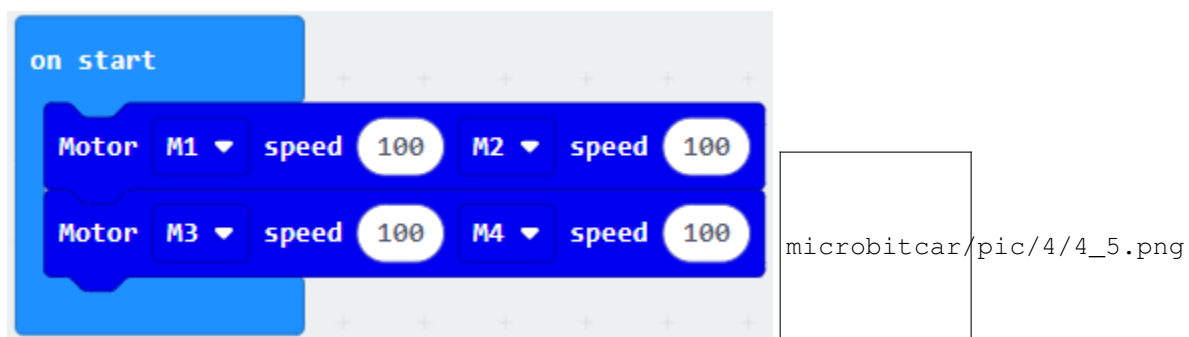 on start
Motor M1 speed 100 M2 speed 100
Motor M3 speed 100 M4 speed 100
microbitcar/pic/4/4_5.png